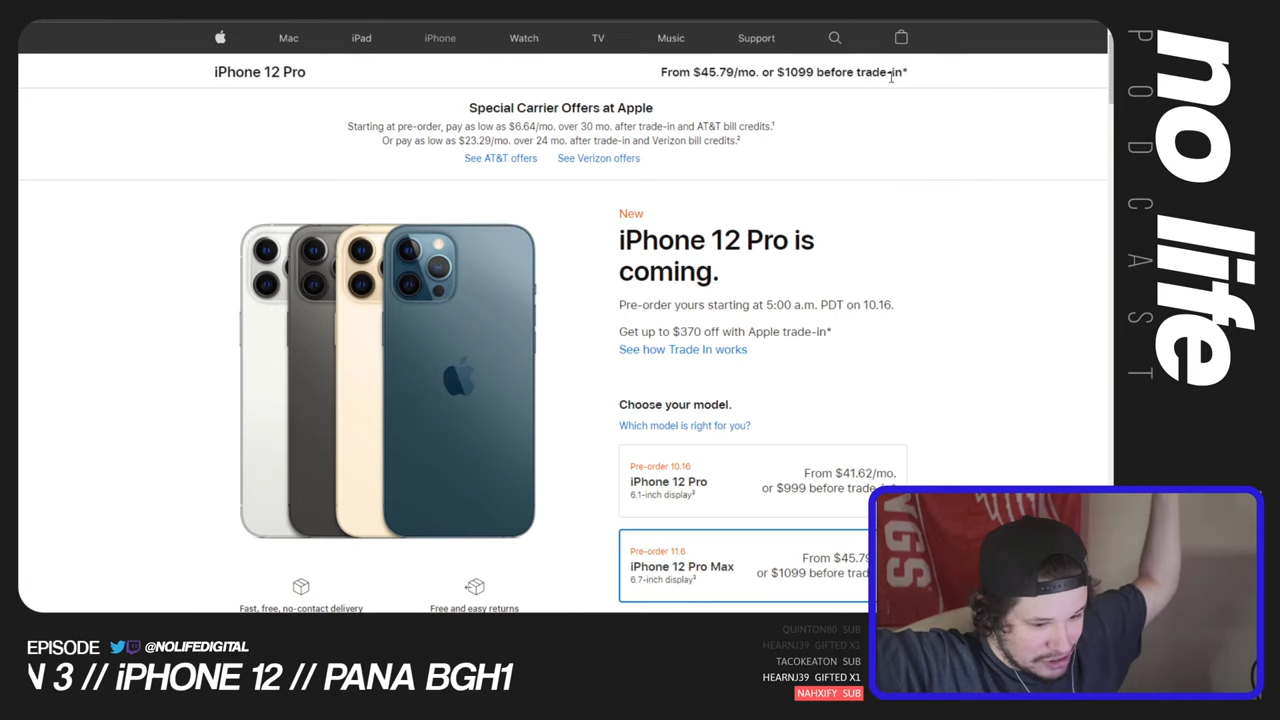 Mac iPad iPhone Watch TV Music Support
iPhone 12 Pro
From $45.79/mo. or $1099 before trade-in*
Special Carrier Offers at Apple
Starting at pre-order, pay as low as $6.64/mo. over 30 mo. after trade-in and AT&T bill credits.¹
Or pay as low as $23.29/mo. over 24 mo. after trade-in and Verizon bill credits.²
See AT&T offers See Verizon offers
New
iPhone 12 Pro is
coming.
Pre-order yours starting at 5:00 a.m. PDT on 10.16.
Get up to $370 off with Apple trade-in*
See how Trade In works
Choose your model.
Which model is right for you?
Pre-order 10.16
iPhone 12 Pro
6.1-inch display³
From $41.62/mo.
or $999 before trade-in*
Pre-order 11.6
iPhone 12 Pro Max
6.7-inch display³
From $45.79
or $1099 before trad
Fast, free, no-contact delivery
Free and easy returns
no life
PODCAST
NGS
EPISODE @NOLIFEDIGITAL
N 3 // iPHONE 12 // PANA BGH1
QUINTON80 SUB
HEARNJ39 GIFTED X1
TACOKEATON SUB
HEARNJ39 GIFTED X1
NAHXIFY SUB